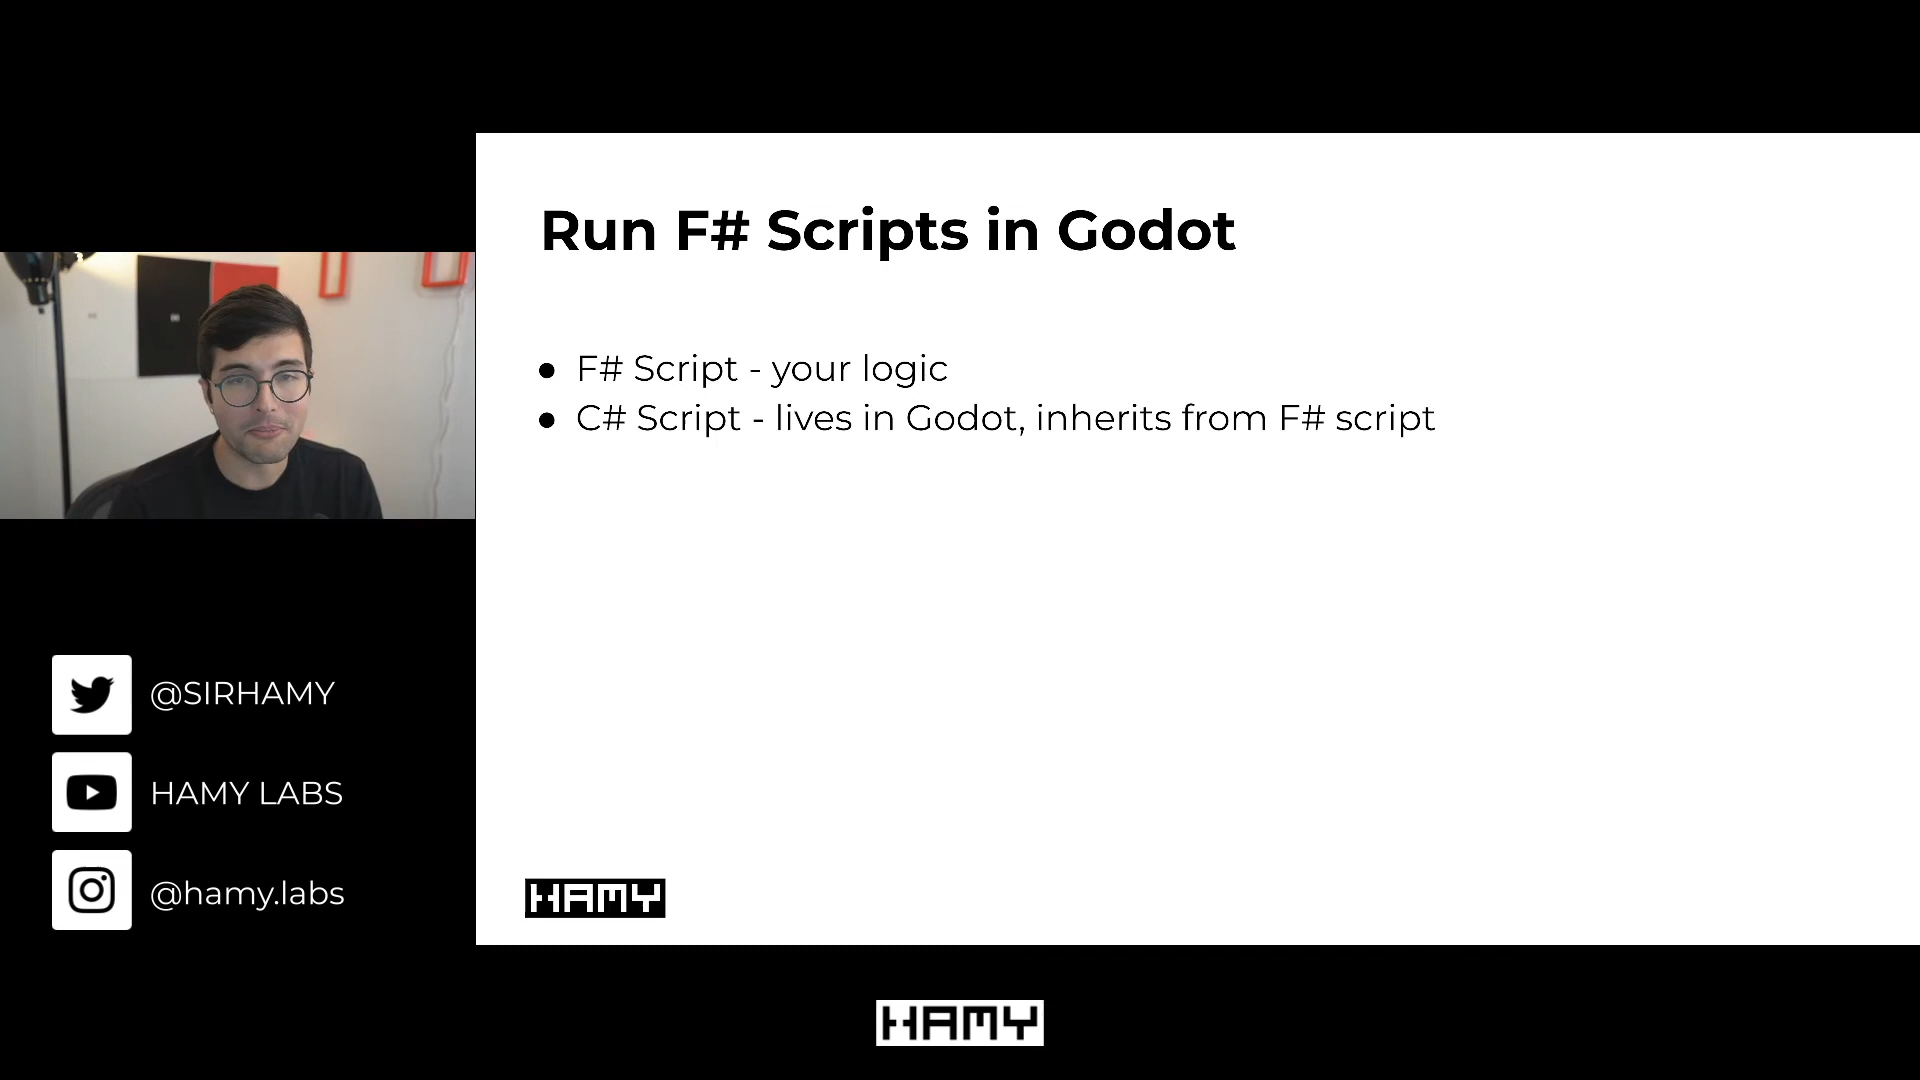 Run F# Scripts in Godot
● F# Script - your logic
● C# Script - lives in Godot, inherits from F# script
@SIRHAMY
HAMY LABS
@hamy.labs
HAMY
HAMY